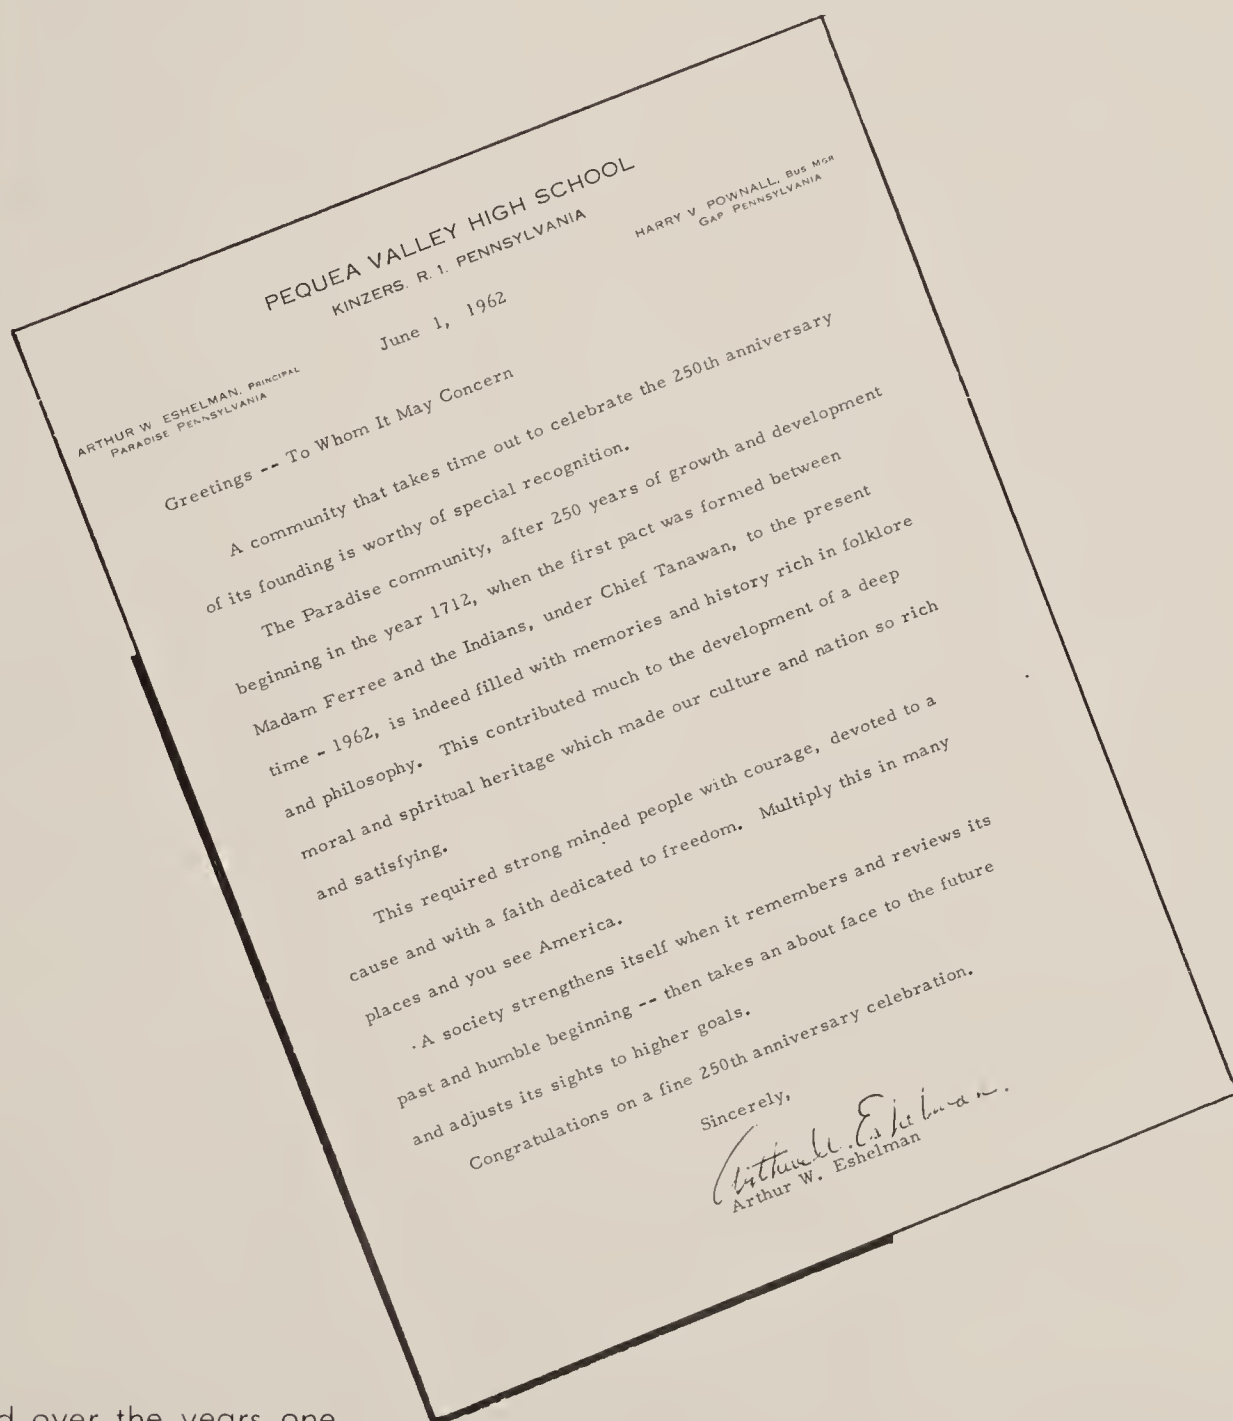 PEQUEA VALLEY HIGH SCHOOL
KINZERS. R. 1. PENNSYLVANIA
HARRY V POWNALL, BUS MGR
GAP PENNSYLVANIA
June 1, 1962
ARTHUR W ESHELMAN, PRINCIPAL
PARADISE PENNSYLVANIA
Greetings -- To Whom It May Concern
A community that takes time out to celebrate the 250th anniversary
of its founding is worthy of special recognition.
The Paradise community, after 250 years of growth and development
beginning in the year 1712, when the first pact was formed between
Madam Ferree and the Indians, under Chief Tanawan, to the present
time - 1962, is indeed filled with memories and history rich in folklore
and philosophy. This contributed much to the development of a deep
moral and spiritual heritage which made our culture and nation so rich
and satisfying.
This required strong minded people with courage, devoted to a
cause and with a faith dedicated to freedom. Multiply this in many
places and you see America.
A society strengthens itself when it remembers and reviews its
past and humble beginning -- then takes an about face to the future
and adjusts its sights to higher goals.
Congratulations on a fine 250th anniversary celebration.
Sincerely,
Arthur W. Eshelman.
Arthur W. Eshelman
over the years one